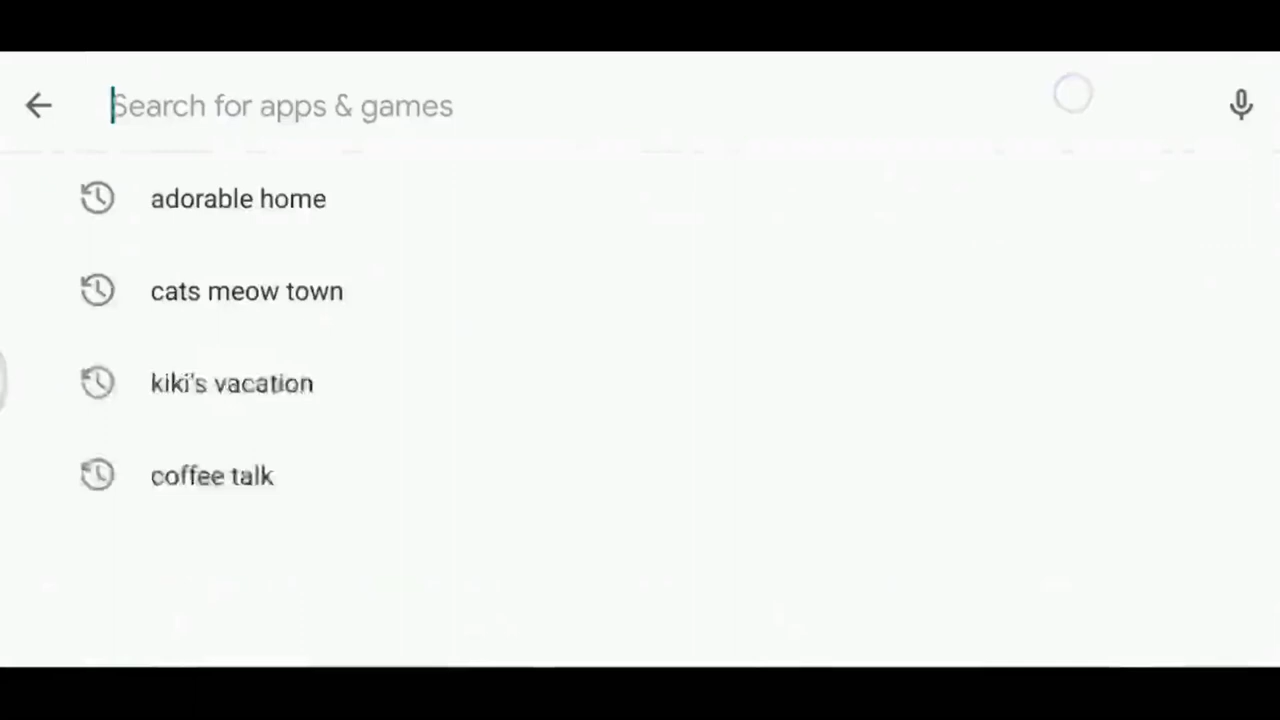 Search for apps & games
adorable home
cats meow town
kiki's vacation
coffee talk